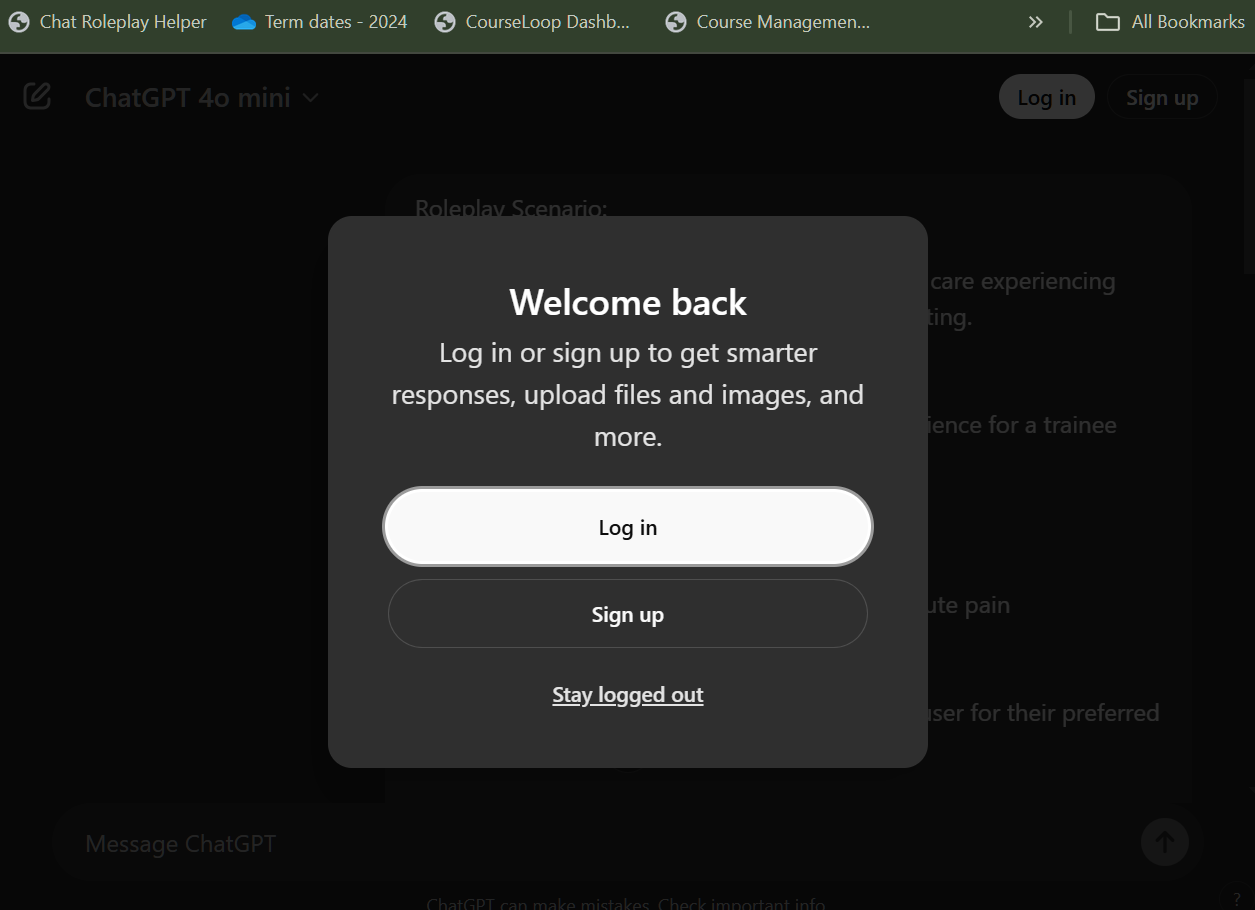 Chat Roleplay Helper Term dates - 2024 CourseLoop Dashb... Course Managemen... All Bookmarks
ChatGPT 4o mini Log in Sign up
Roleplay Scenario:
care experiencing
ting.
ience for a trainee
ute pain
user for their preferred
Welcome back
Log in or sign up to get smarter
responses, upload files and images, and
more.
Log in
Sign up
Stay logged out
Message ChatGPT
ChatGPT can make mistakes. Check important info.
?